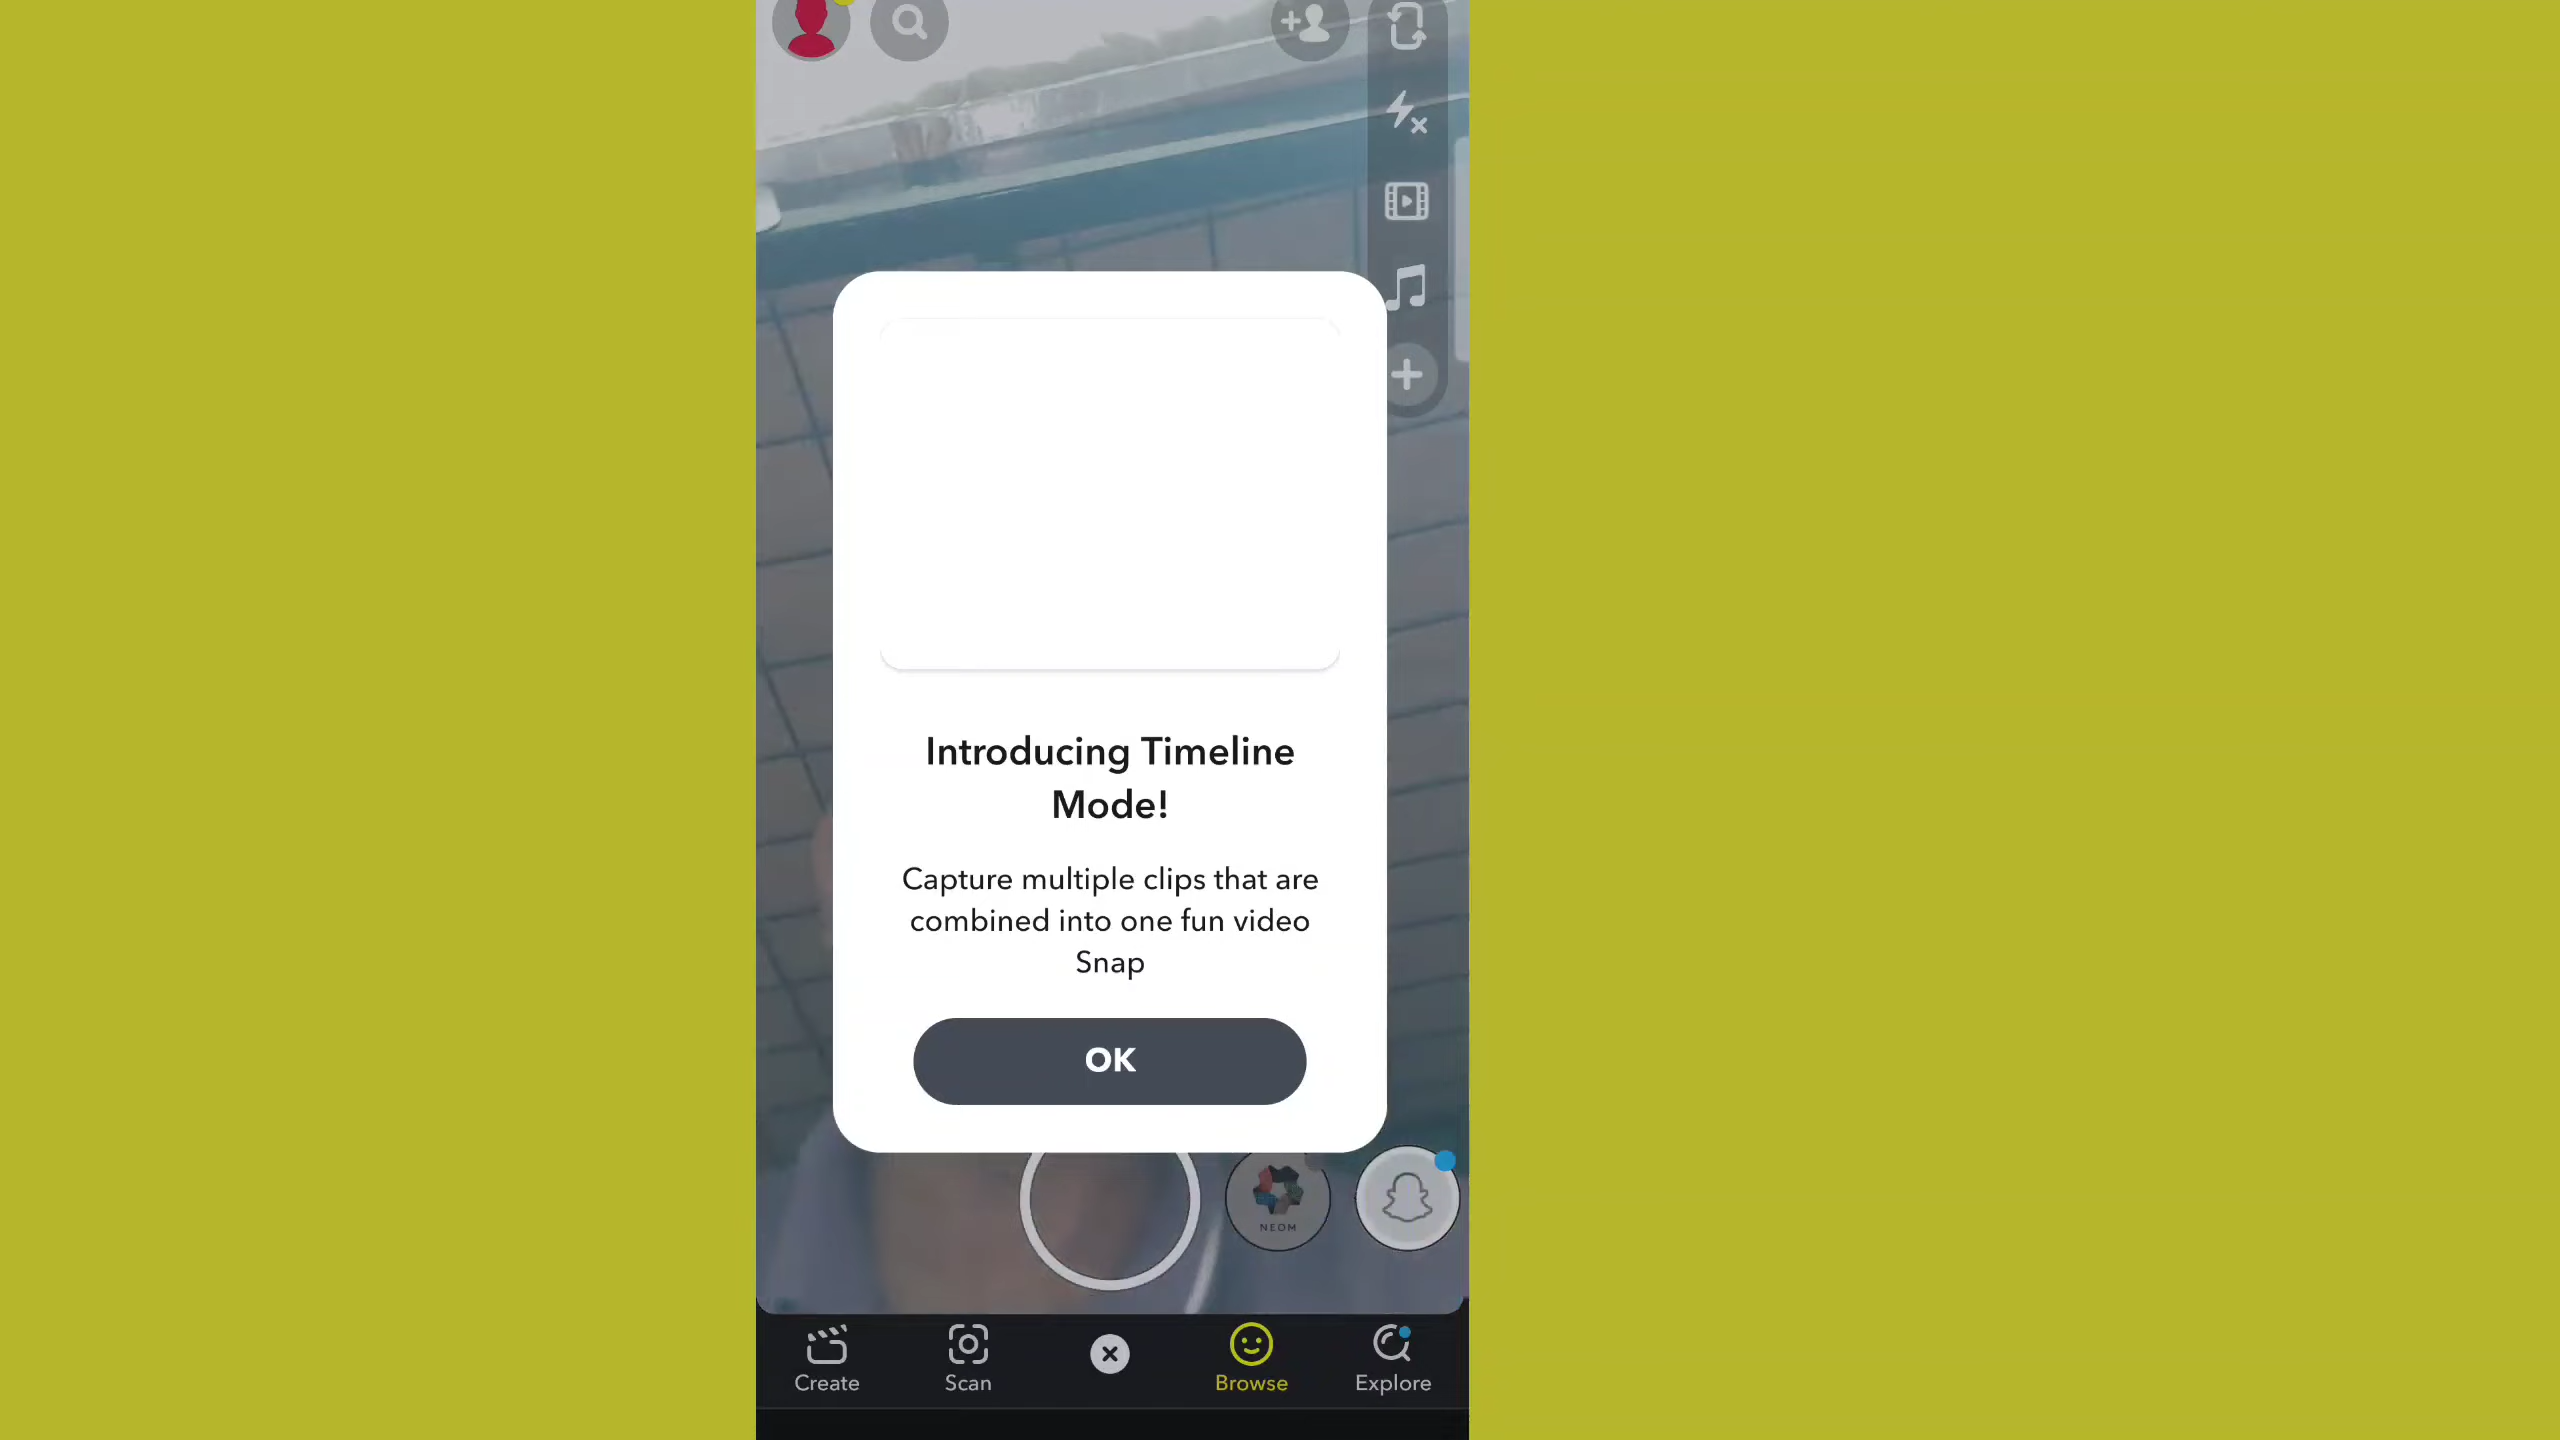 Introducing Timeline
Mode!
Capture multiple clips that are
combined into one fun video
Snap
OK
NEOM
Create
Scan
Browse
Explore